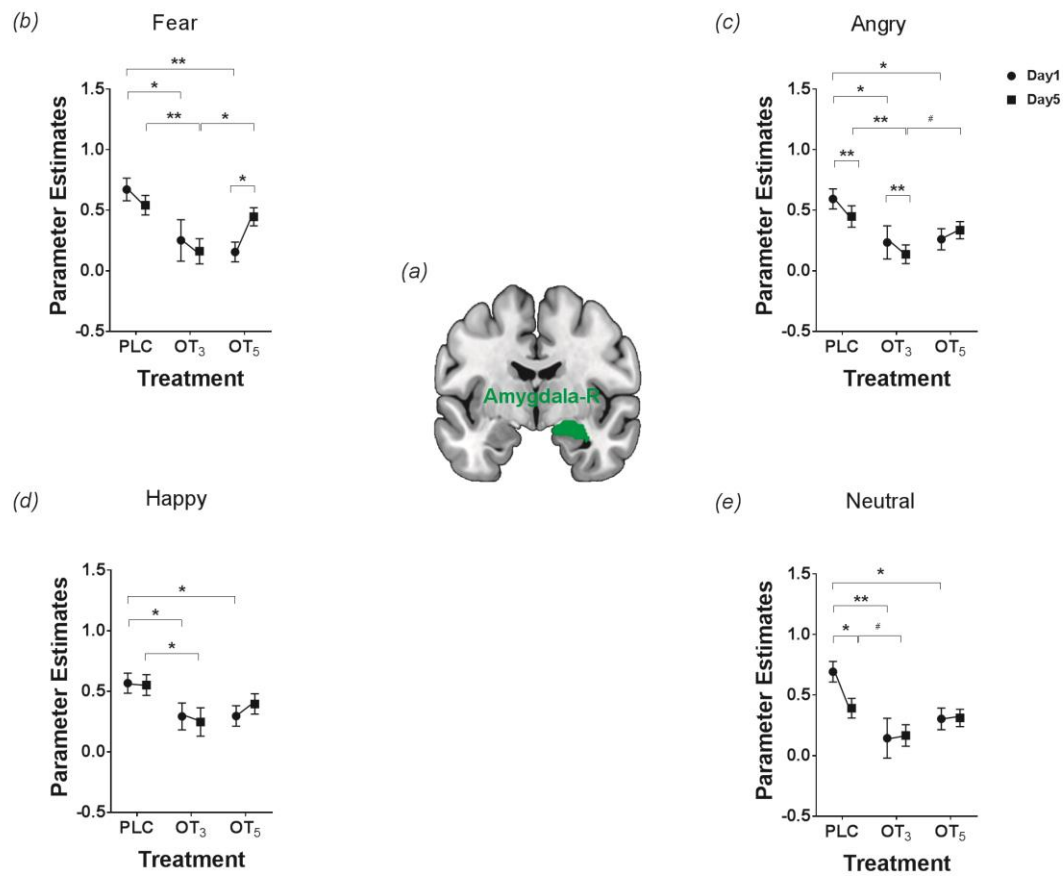 (b) Fear
**
*
** *
*
1.5
1.0
0.5
0.0
-0.5
Parameter Estimates
PLC OT3 OT5
Treatment
(c) Angry
● Day1
■ Day5
*
*
** #
**
**
1.5
1.0
0.5
0.0
-0.5
Parameter Estimates
PLC OT3 OT5
Treatment
(a)
Amygdala-R
(d) Happy
*
*
*
1.5
1.0
0.5
0.0
-0.5
Parameter Estimates
PLC OT3 OT5
Treatment
(e) Neutral
*
**
* #
1.5
1.0
0.5
0.0
-0.5
Parameter Estimates
PLC OT3 OT5
Treatment